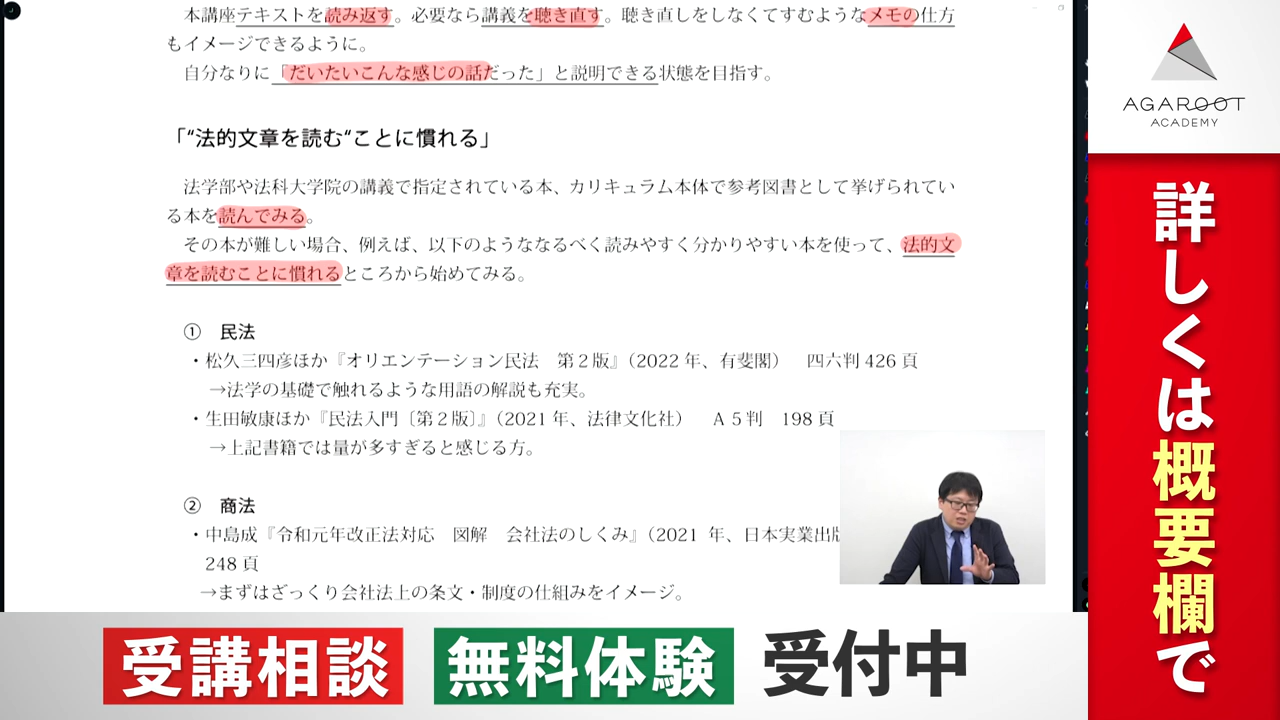 本講座テキストを読み返す。必要なら講義を聴き直す。聴き直しをしなくてすむようなメモの仕方
もイメージできるように。
自分なりに「だいたいこんな感じの話だった」と説明できる状態を目指す。
「“法的文章を読む“ことに慣れる」
法学部や法科大学院の講義で指定されている本、カリキュラム本体で参考図書として挙げられてい
る本を読んでみる。
その本が難しい場合、例えば、以下のようななるべく読みやすく分かりやすい本を使って、法的文
章を読むことに慣れるところから始めてみる。
① 民法
・松久三四彦ほか『オリエンテーション民法 第２版』（2022 年、有斐閣） 四六判 426 頁
→法学の基礎で触れるような用語の解説も充実。
・生田敏康ほか『民法入門〔第２版〕』（2021 年、法律文化社） Ａ５判 198 頁
→上記書籍では量が多すぎると感じる方。
② 商法
・中島成『令和元年改正法対応 図解 会社法のしくみ』（2021 年、日本実業出版
248 頁
→まずはざっくり会社法上の条文・制度の仕組みをイメージ。
AGAROOT
ACADEMY
詳しくは概要欄で
受講相談 無料体験 受付中